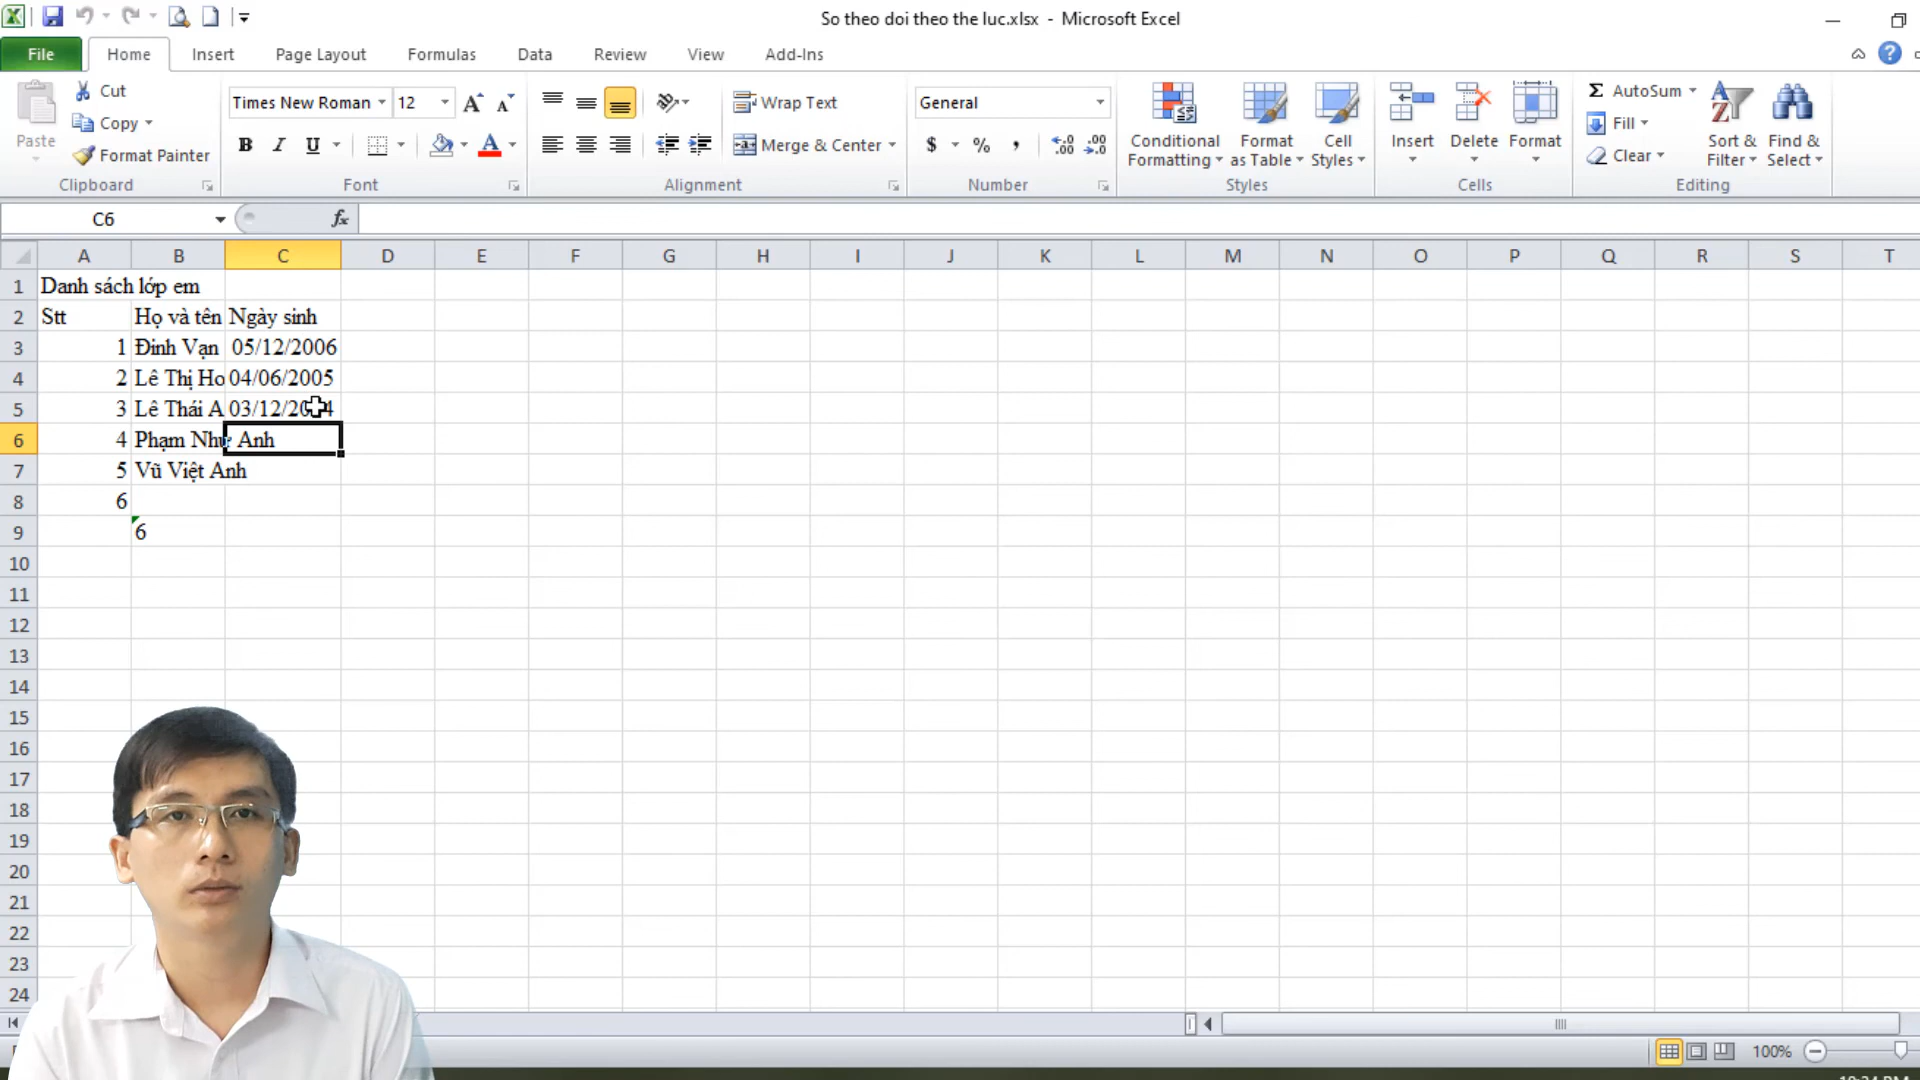 So theo doi theo the luc.xlsx - Microsoft Excel
File Home Insert Page Layout Formulas Data Review View Add-Ins
Paste
Cut
Copy
Format Painter
Clipboard
Times New Roman 12
B I U A
Font
Wrap Text
Merge & Center
Alignment
General
$ % ,
Number
Conditional Formatting
Format as Table
Cell Styles
Styles
Insert Delete Format
Cells
Σ AutoSum
Fill
Clear
Sort & Filter
Find & Select
Editing
C6 fx
A B C D E F G H I J K L M N O P Q R S T
1 Danh sách lớp em
2 Stt Họ và tên Ngày sinh
3 1 Đinh Vạn 05/12/2006
4 2 Lê Thị Ho 04/06/2005
5 3 Lê Thái A 03/12/20
6 4 Phạm Như Anh
7 5 Vũ Việt Anh
8 6
9 6
10
11
12
13
14
15
16
17
18
19
20
21
22
23
24
100%